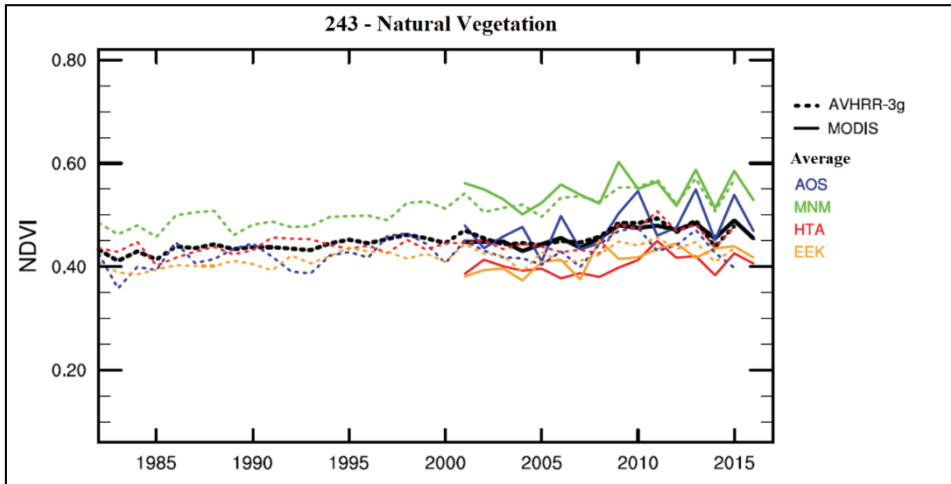 243 - Natural Vegetation
NDVI
0.80
0.60
0.40
0.20
1985 1990 1995 2000 2005 2010 2015
AVHRR-3g
MODIS
Average
AOS
MNM
HTA
EEK